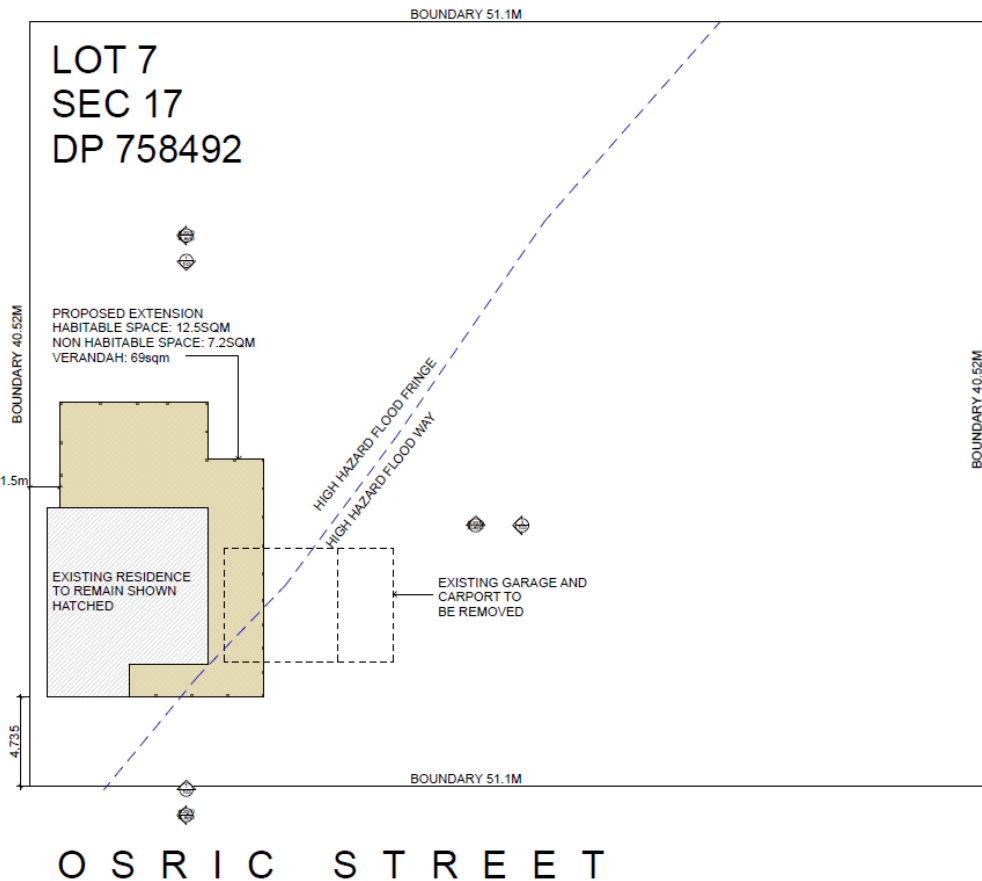 BOUNDARY 51.1M
LOT 7
SEC 17
DP 758492
PROPOSED EXTENSION
HABITABLE SPACE: 12.5SQM
NON HABITABLE SPACE: 7.2SQM
VERANDAH: 69sqm
BOUNDARY 40.52M
BOUNDARY 40.52M
HIGH HAZARD FLOOD FRINGE
HIGH HAZARD FLOOD WAY
1.5m
EXISTING RESIDENCE
TO REMAIN SHOWN
HATCHED
EXISTING GARAGE AND
CARPORT TO
BE REMOVED
4.735
BOUNDARY 51.1M
OSRIC STREET